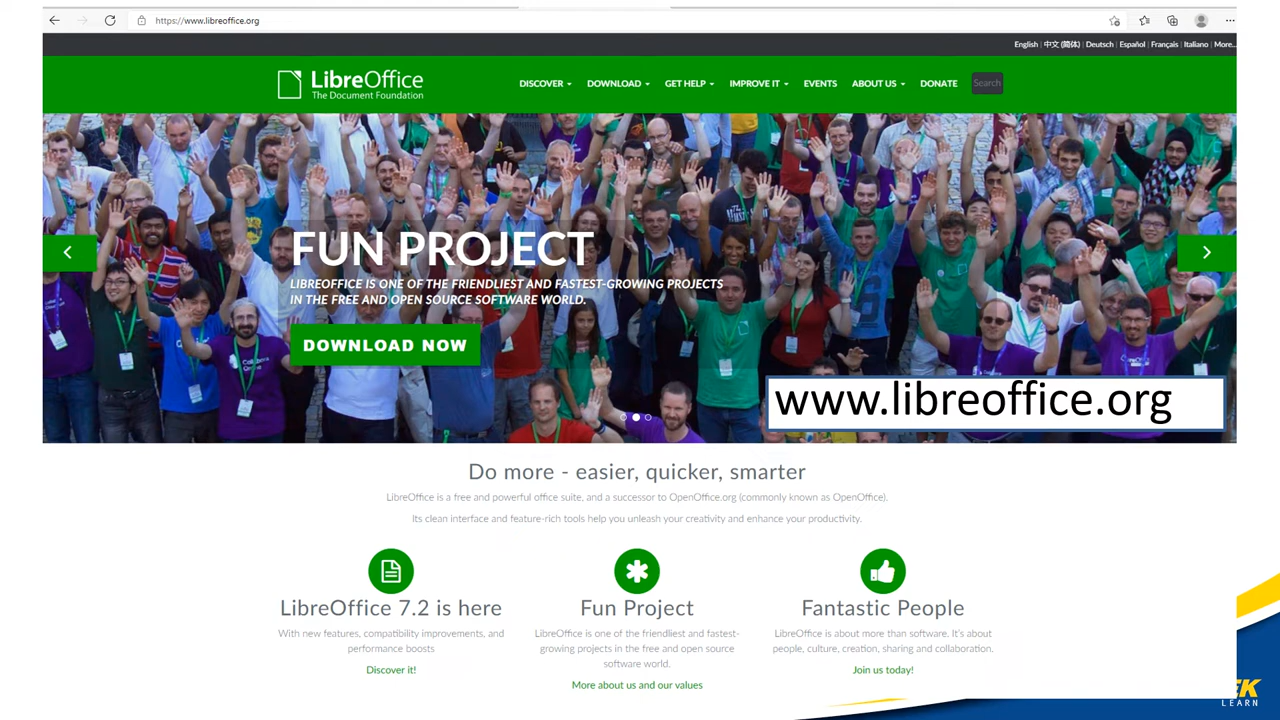 https://www.libreoffice.org
English | 中文 (简体) | Deutsch | Español | Français | Italiano | More...
LibreOffice
The Document Foundation
DISCOVER DOWNLOAD GET HELP IMPROVE IT EVENTS ABOUT US DONATE Search
FUN PROJECT
LIBREOFFICE IS ONE OF THE FRIENDLIEST AND FASTEST-GROWING PROJECTS
IN THE FREE AND OPEN SOURCE SOFTWARE WORLD.
DOWNLOAD NOW
www.libreoffice.org
Do more - easier, quicker, smarter
LibreOffice is a free and powerful office suite, and a successor to OpenOffice.org (commonly known as OpenOffice).
Its clean interface and feature-rich tools help you unleash your creativity and enhance your productivity.
LibreOffice 7.2 is here
With new features, compatibility improvements, and
performance boosts
Discover it!
Fun Project
LibreOffice is one of the friendliest and fastest-
growing projects in the free and open source
software world.
More about us and our values
Fantastic People
LibreOffice is about more than software. It's about
people, culture, creation, sharing and collaboration.
Join us today!
LEARN